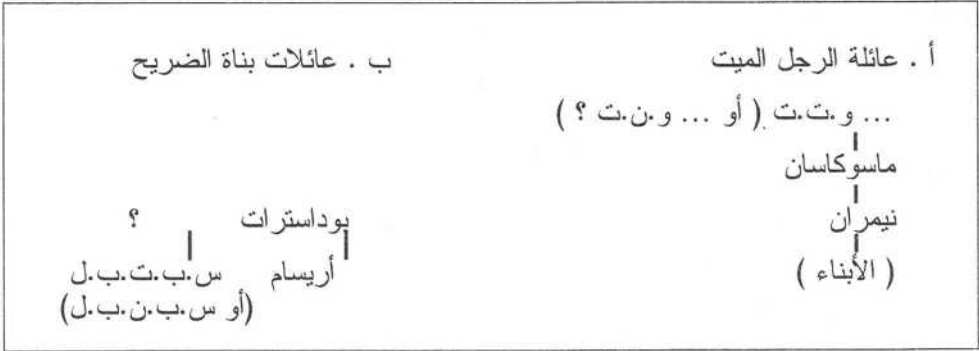 أ . عائلة الرجل الميت
... و.ت.ت ( أو ... و.ن.ت ؟ )
ماسوكاسان
نيمران
( الأبناء )
ب . عائلات بناة الضريح
بوداسترات ؟
أريسام س.ب.ت.ب.ل
(أو س.ب.ن.ب.ل)